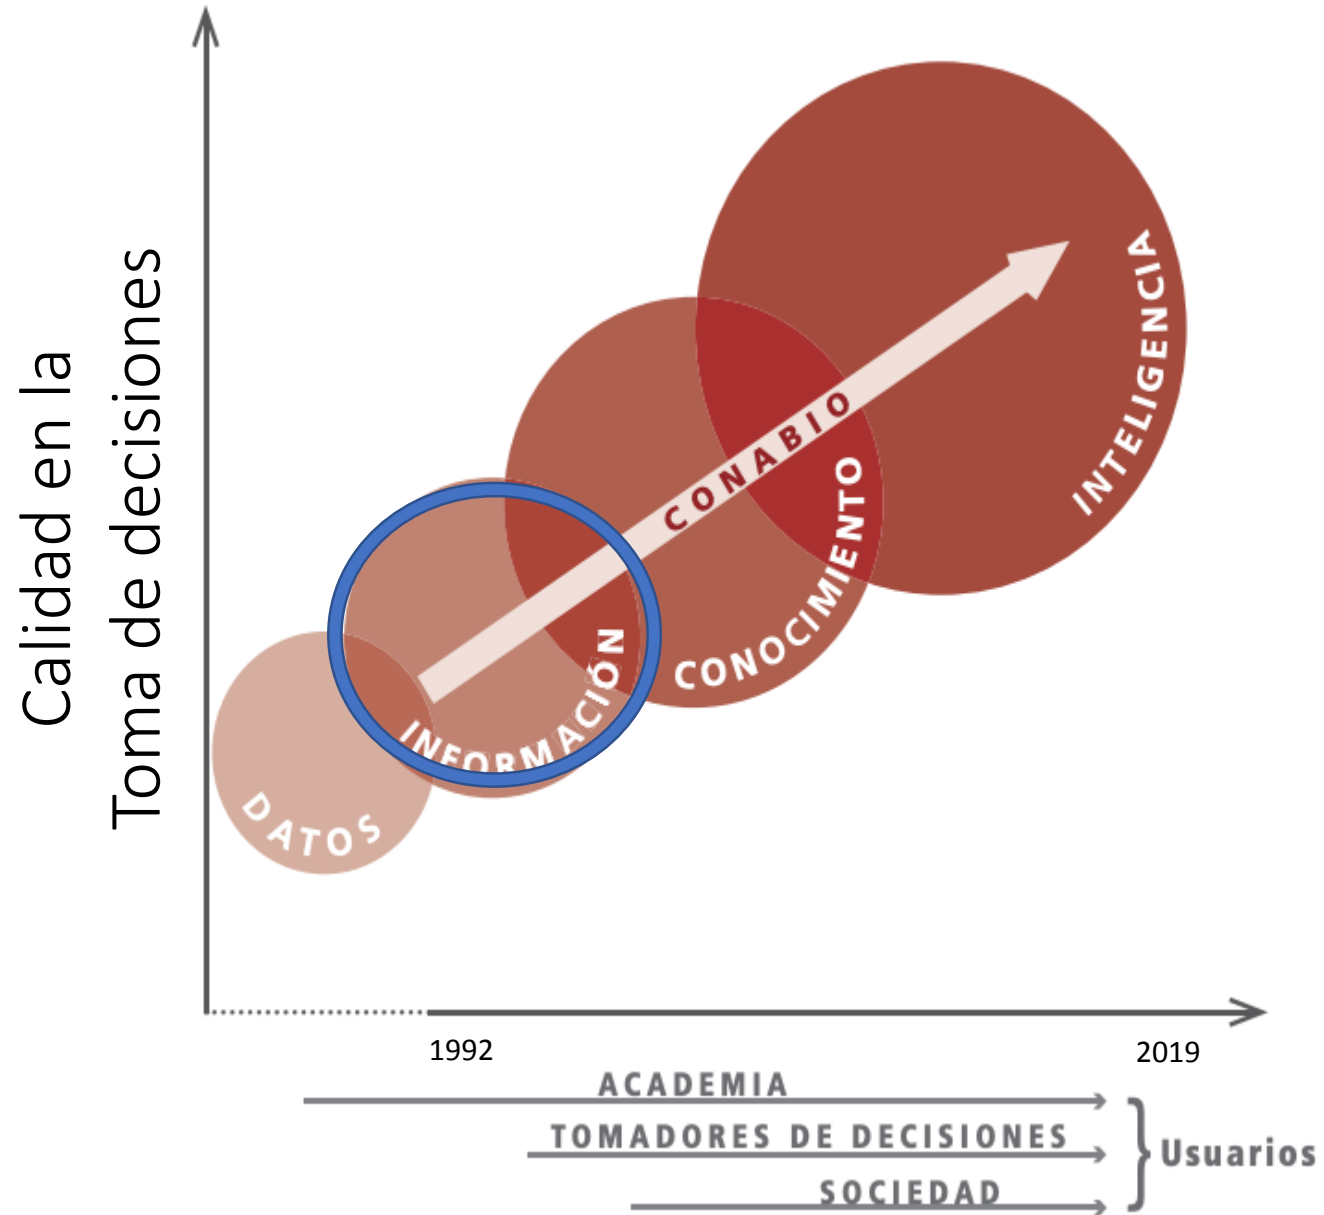 Calidad en la
Toma de decisiones
INTELIGENCIA
CONABIO
CONOCIMIENTO
INFORMACIÓN
DATOS
1992
2019
ACADEMIA
TOMADORES DE DECISIONES
Usuarios
SOCIEDAD